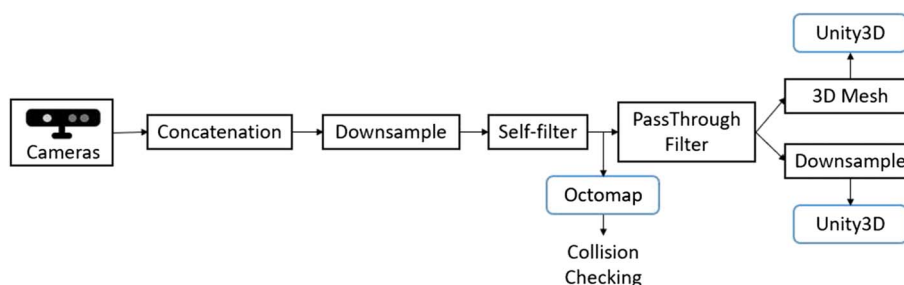 Unity3D
3D Mesh
Cameras
Concatenation
Downsample
Self-filter
PassThrough
Filter
Downsample
Octomap
Unity3D
Collision
Checking